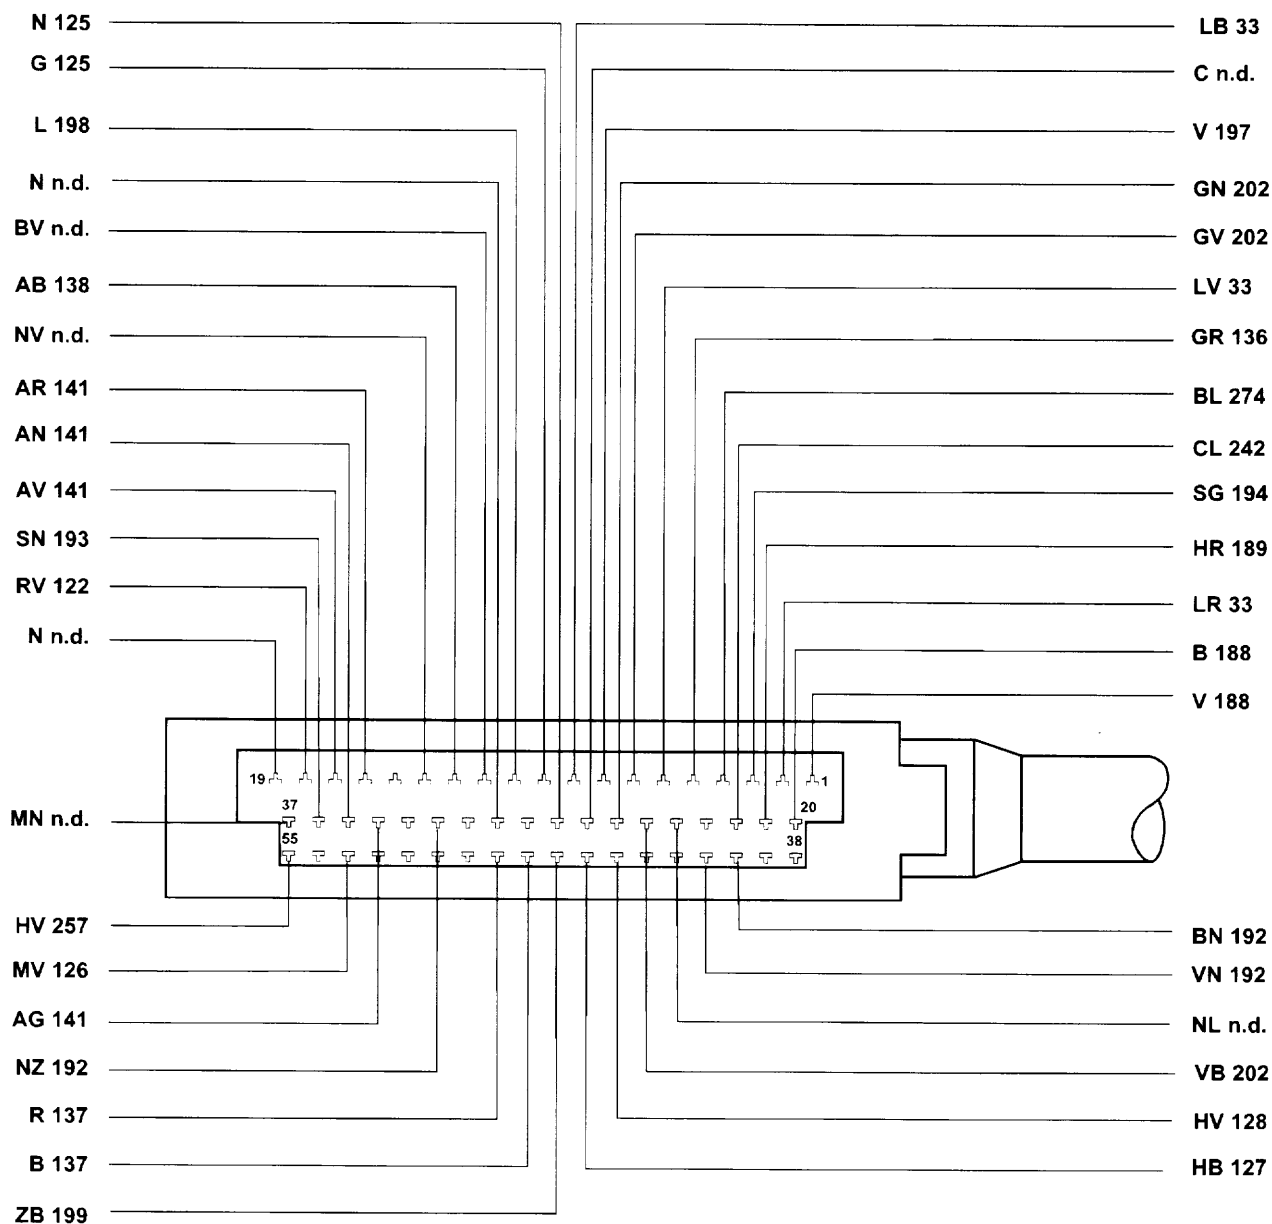 N 125
G 125
L 198
N n.d.
BV n.d.
AB 138
NV n.d.
AR 141
AN 141
AV 141
SN 193
RV 122
N n.d.
MN n.d.
HV 257
MV 126
AG 141
NZ 192
R 137
B 137
ZB 199
19
1
37
20
55
38
LB 33
C n.d.
V 197
GN 202
GV 202
LV 33
GR 136
BL 274
CL 242
SG 194
HR 189
LR 33
B 188
V 188
BN 192
VN 192
NL n.d.
VB 202
HV 128
HB 127